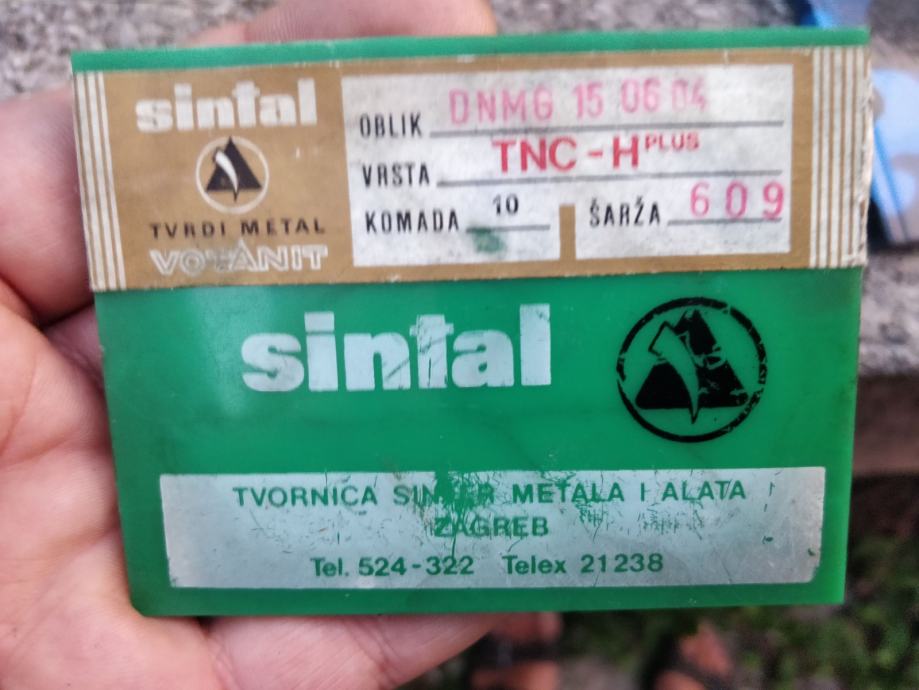 sintal
TVRDI METAL
VOLANIT
OBLIK DNMG 15 06 04
VRSTA TNC-H PLUS
KOMADA 10 ŠARŽA 609
sintal
TVORNICA SINTER METALA I ALATA
ZAGREB
Tel. 524-322 Telex 21238